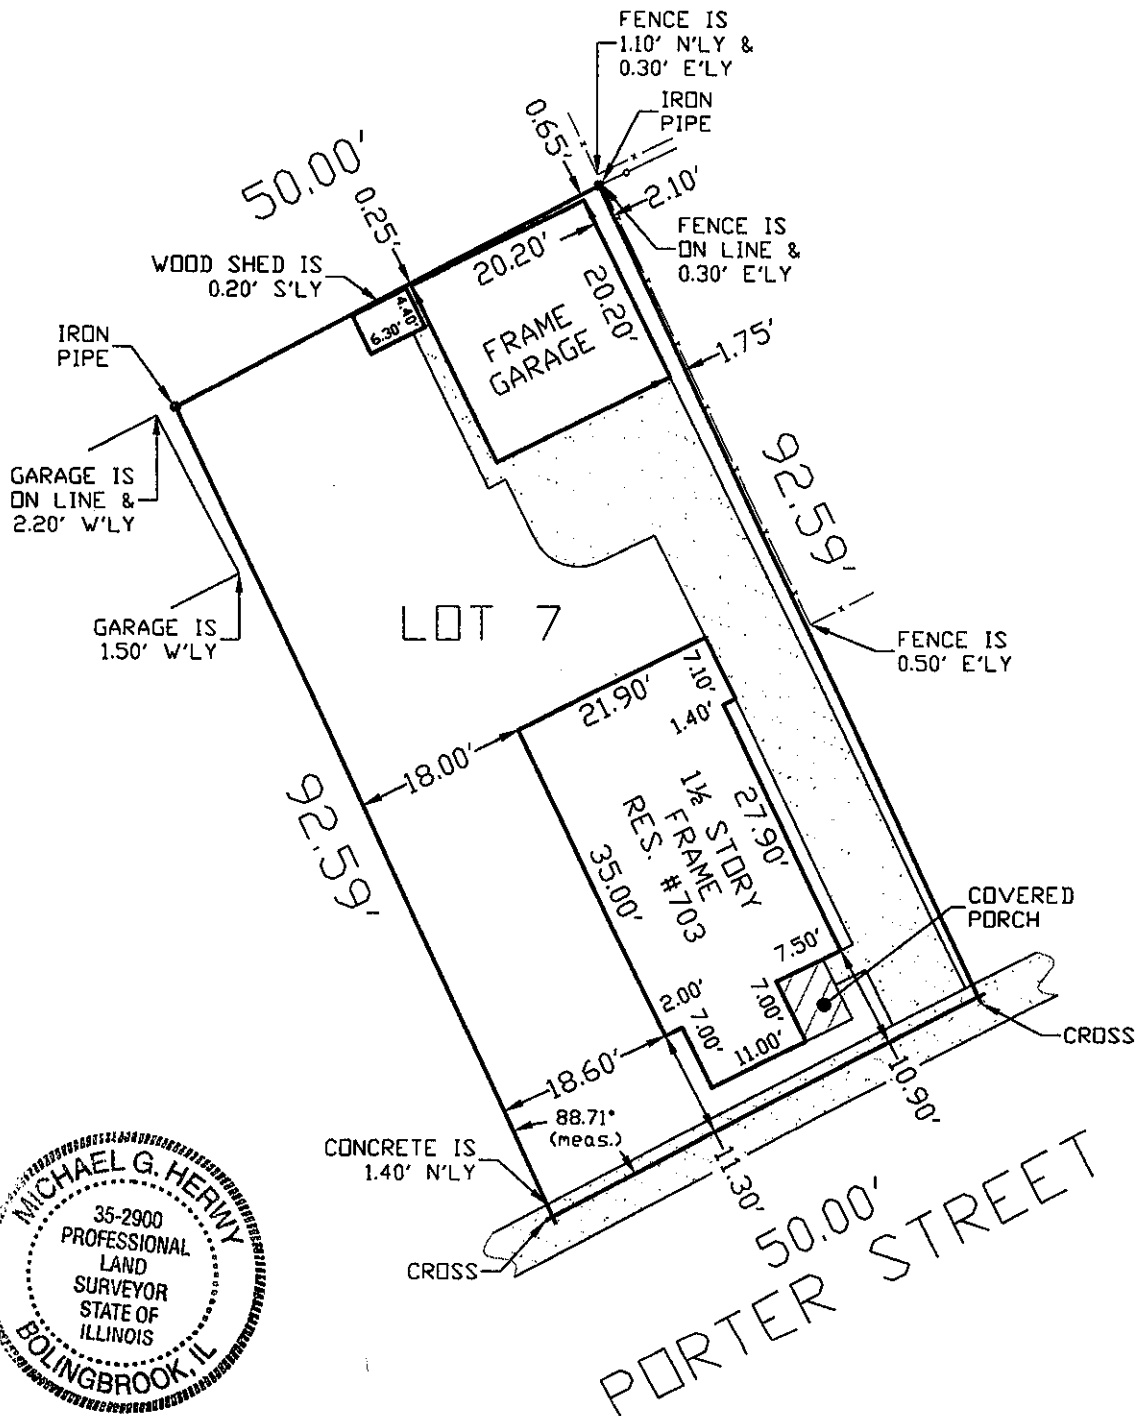 FENCE IS
1.10' N'LY &
0.30' E'LY
IRON
PIPE
0.65'
50.00'
2.10'
0.25'
FENCE IS
ON LINE &
0.30' E'LY
WOOD SHED IS
0.20' S'LY
20.20'
20.20'
4.40'
6.30'
FRAME
GARAGE
IRON
PIPE
1.75'
GARAGE IS
ON LINE &
2.20' W'LY
92.59'
GARAGE IS
1.50' W'LY
LOT 7
FENCE IS
0.50' E'LY
7.10'
21.90'
1.40'
18.00'
92.59'
27.90'
1½ STORY
FRAME
RES. #703
35.00'
COVERED
PORCH
7.50'
2.00'
7.00'
7.00'
11.00'
CROSS
18.60'
10.90'
88.71°
(meas.)
CONCRETE IS
1.40' N'LY
11.30'
50.00'
CROSS
PORTER STREET
MICHAEL G. HERWY
35-2900
PROFESSIONAL
LAND
SURVEYOR
STATE OF
ILLINOIS
BOLINGBROOK, IL